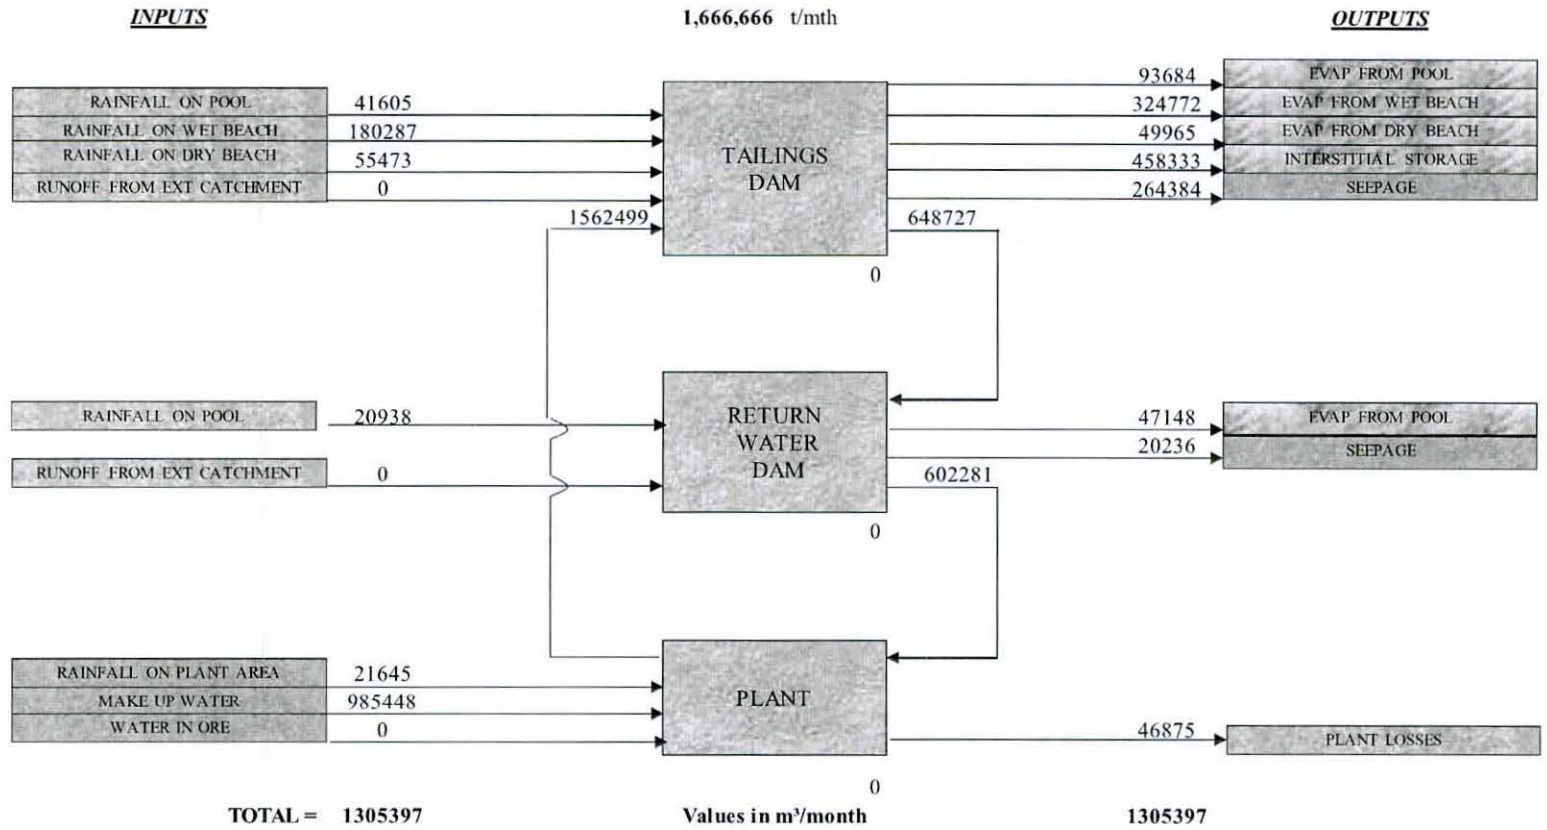 INPUTS
1,666,666 t/mth
OUTPUTS
RAINFALL ON POOL
41605
RAINFALL ON WET BEACH
180287
RAINFALL ON DRY BEACH
55473
RUNOFF FROM EXT CATCHMENT
0
1562499
TAILINGS
DAM
0
93684
EVAP FROM POOL
324772
EVAP FROM WET BEACH
49965
EVAP FROM DRY BEACH
458333
INTERSTITIAL STORAGE
264384
SEEPAGE
648727
RAINFALL ON POOL
20938
RUNOFF FROM EXT CATCHMENT
0
RETURN
WATER
DAM
0
47148
EVAP FROM POOL
20236
SEEPAGE
602281
RAINFALL ON PLANT AREA
21645
MAKE UP WATER
985448
WATER IN ORE
0
PLANT
0
46875
PLANT LOSSES
TOTAL = 1305397
Values in m³/month
1305397